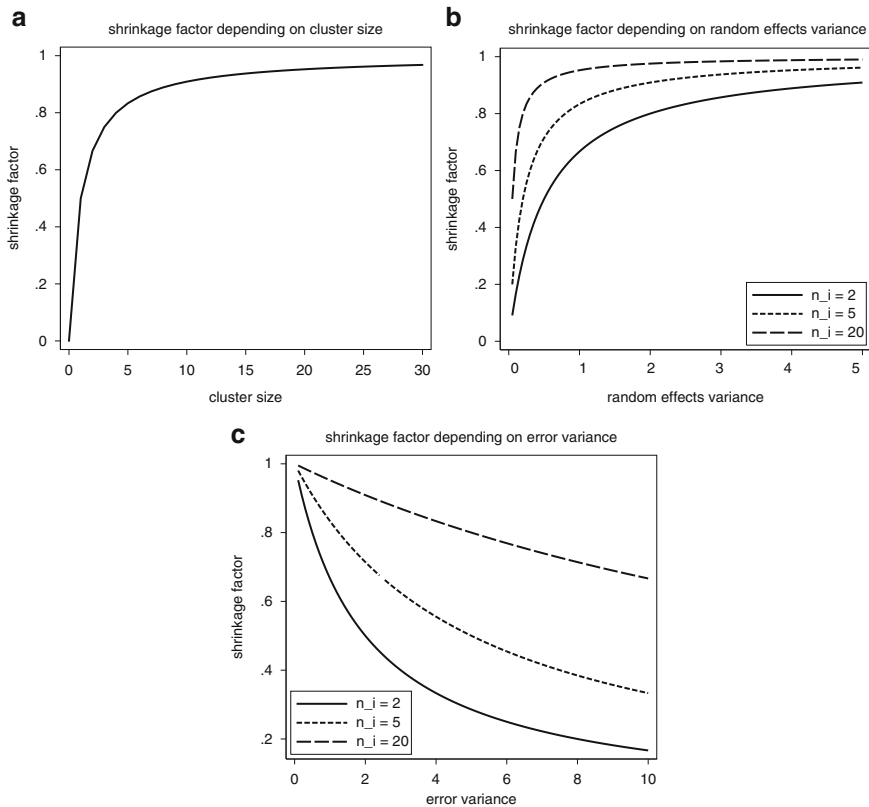 a
shrinkage factor depending on cluster size
1
.8
.6
.4
.2
0
shrinkage factor
0 5 10 15 20 25 30
cluster size
b
shrinkage factor depending on random effects variance
1
.8
.6
.4
.2
0
shrinkage factor
n_i = 2
n_i = 5
n_i = 20
0 1 2 3 4 5
random effects variance
c
shrinkage factor depending on error variance
1
.8
.6
.4
.2
shrinkage factor
n_i = 2
n_i = 5
n_i = 20
0 2 4 6 8 10
error variance